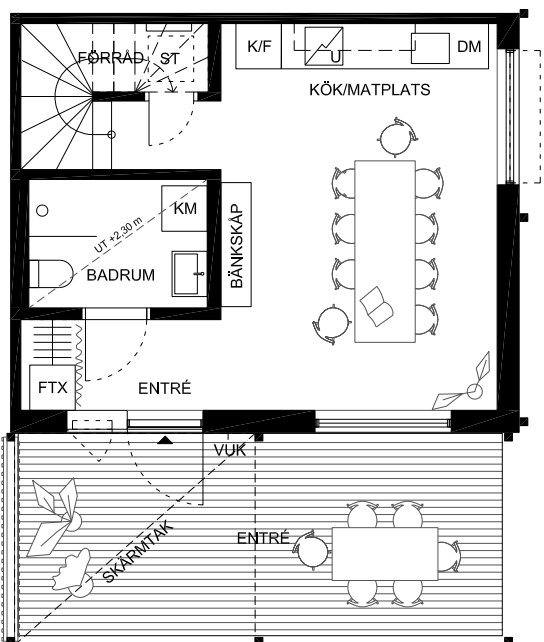 FÖRRÅD
ST
K/F
U
DM
KÖK/MATPLATS
KM
UT +2,30 m
BADRUM
BÄNKSKÅP
FTX
ENTRÉ
VUK
SKÄRMTAK
ENTRÉ